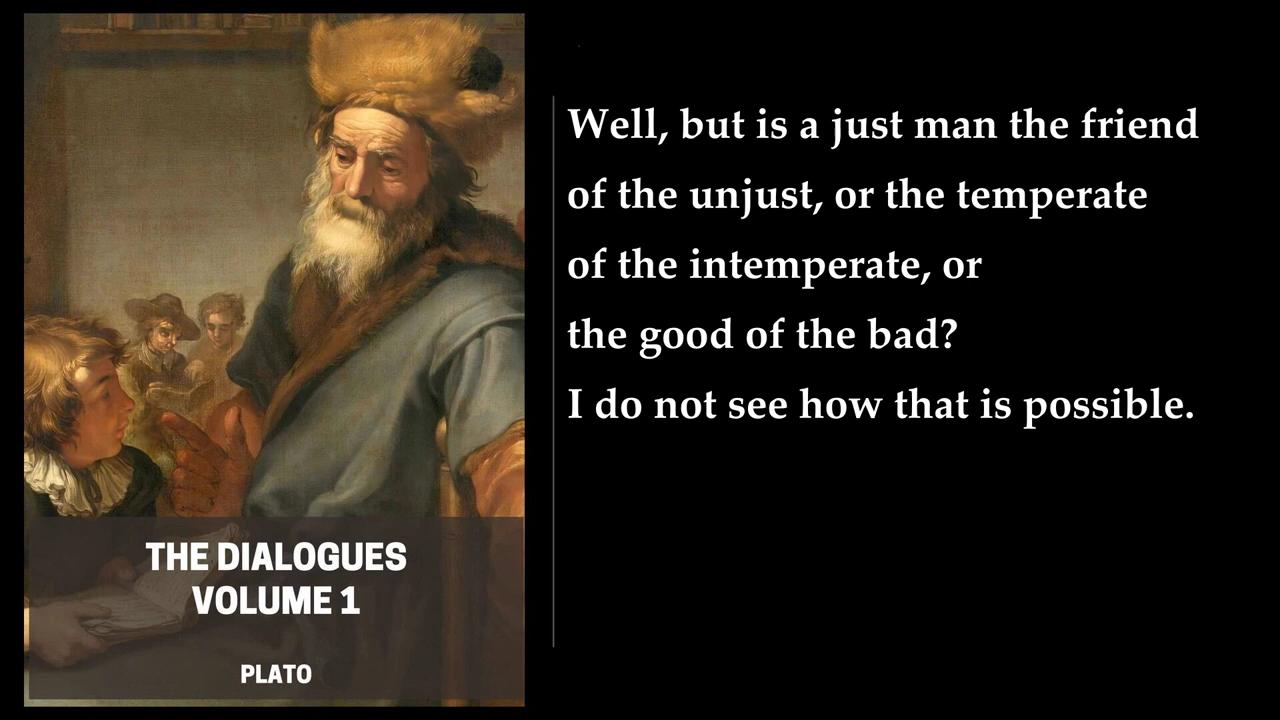 THE DIALOGUES
VOLUME 1
PLATO
Well, but is a just man the friend
of the unjust, or the temperate
of the intemperate, or
the good of the bad?
I do not see how that is possible.